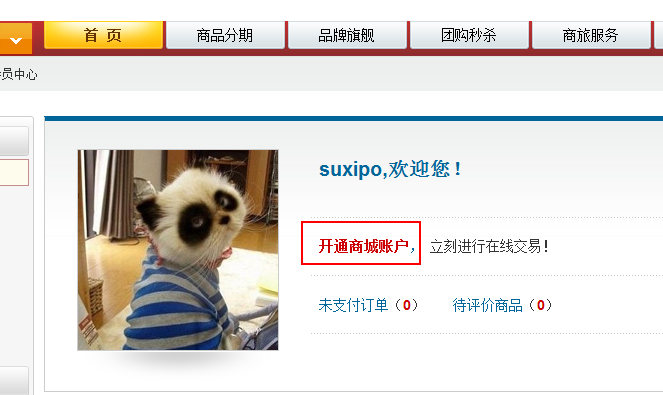 首 页 商品分期 品牌旗舰 团购秒杀 商旅服务
员中心
suxipo,欢迎您！
开通商城账户，立刻进行在线交易！
未支付订单（0） 待评价商品（0）